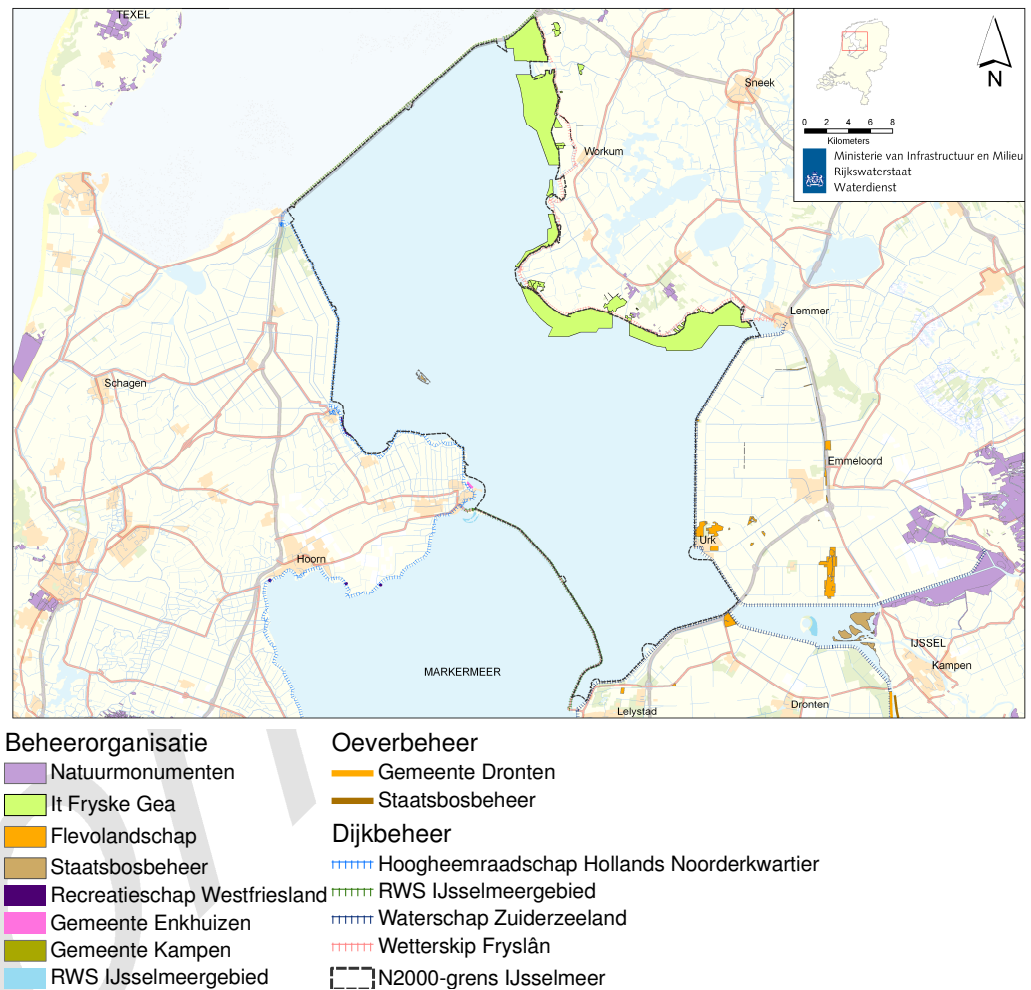 TEXEL
Sneek
N
0 2 4 6 8
Kilometers
Ministerie van Infrastructuur en Milieu
Rijkswaterstaat
Waterdienst
Workum
Lemmer
Schagen
Emmeloord
Urk
Hoorn
IJSSEL
Kampen
MARKERMEER
Lelystad
Dronten
Beheerorganisatie
Natuurmonumenten
It Fryske Gea
Flevolandschap
Staatsbosbeheer
Recreatieschap Westfriesland
Gemeente Enkhuizen
Gemeente Kampen
RWS IJsselmeergebied
Oeverbeheer
Gemeente Dronten
Staatsbosbeheer
Dijkbeheer
Hoogheemraadschap Hollands Noorderkwartier
RWS IJsselmeergebied
Waterschap Zuiderzeeland
Wetterskip Fryslân
N2000-grens IJsselmeer